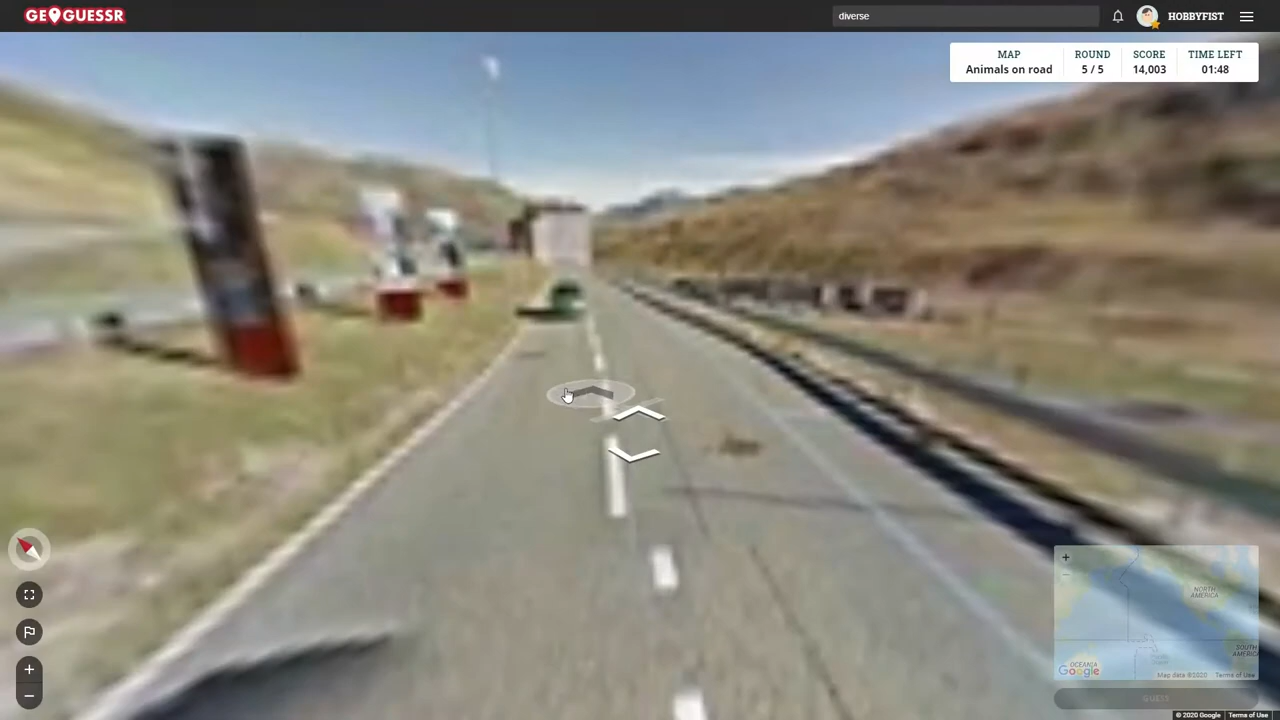 GEOGUESSR
diverse
HOBBYFIST
MAP
ROUND
SCORE
TIME LEFT
Animals on road
5 / 5
14,003
01:48
NORTH
AMERICA
SOUTH
AMERICA
OCEANIA
Google
Map data ©2020
Terms of Use
GUESS
© 2020 Google
Terms of Use